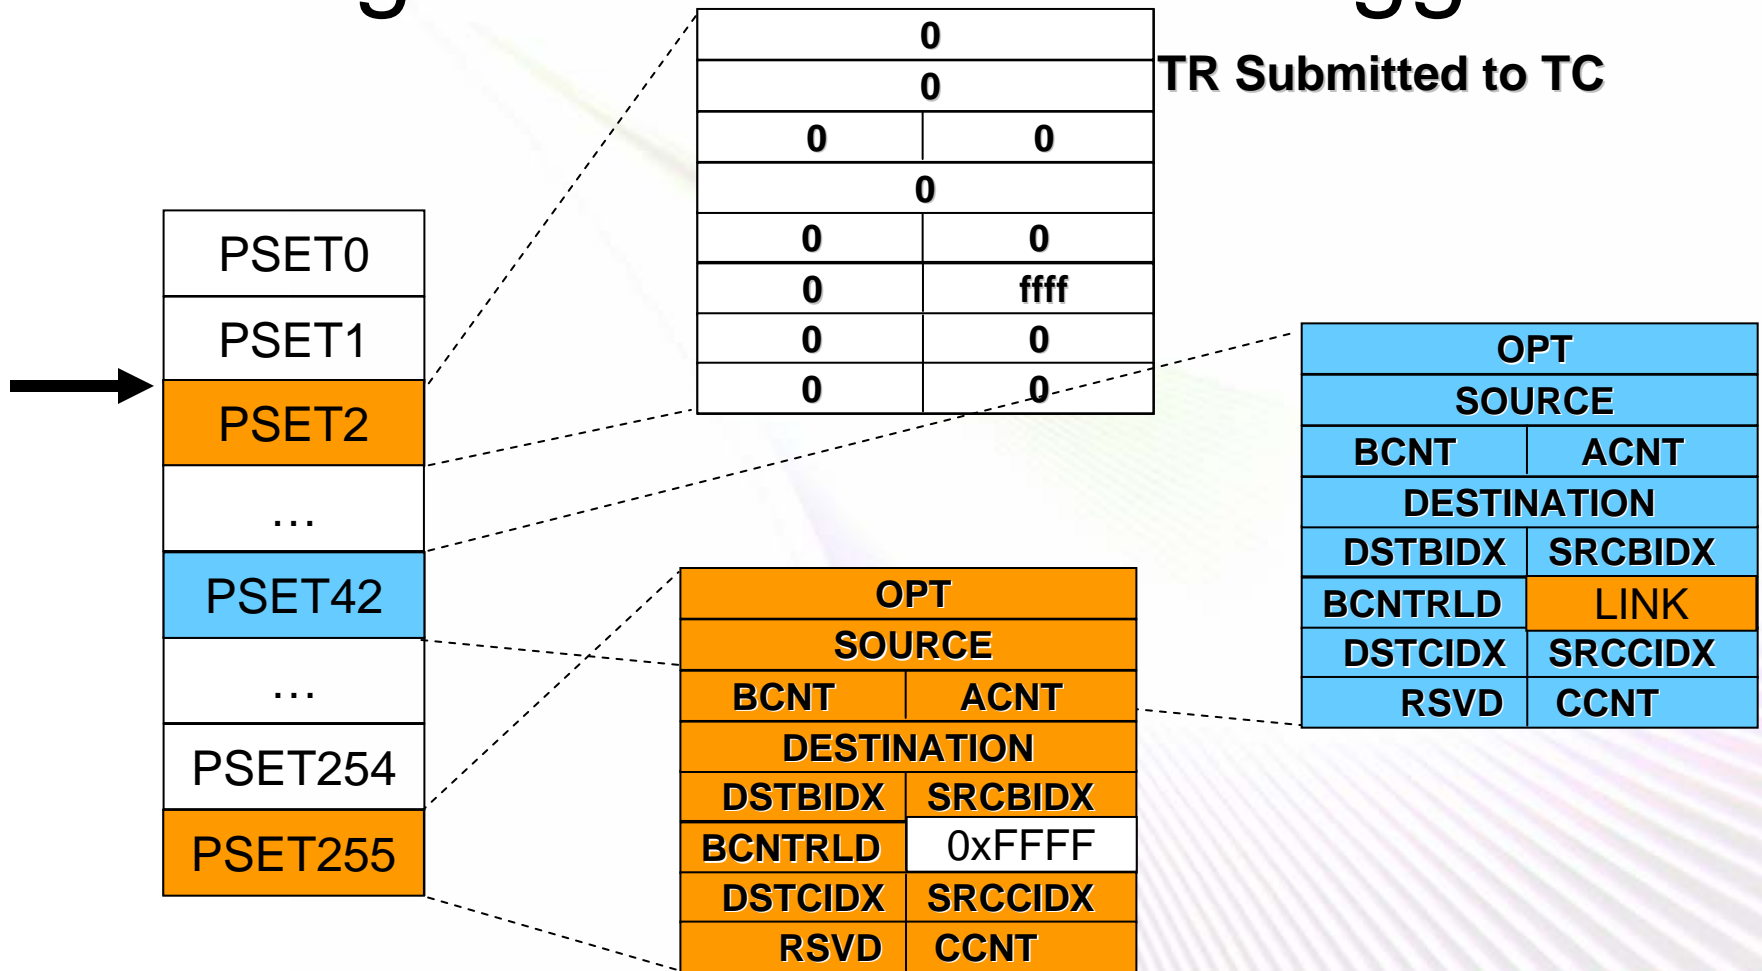 0
0
TR Submitted to TC
0 0
0
0 0
0 ffff
0 0
0 0
PSET0
PSET1
PSET2
…
PSET42
…
PSET254
PSET255
OPT
SOURCE
BCNT ACNT
DESTINATION
DSTBIDX SRCBIDX
BCNTRLD 0xFFFF
DSTCIDX SRCCIDX
RSVD CCNT
OPT
SOURCE
BCNT ACNT
DESTINATION
DSTBIDX SRCBIDX
BCNTRLD LINK
DSTCIDX SRCCIDX
RSVD CCNT